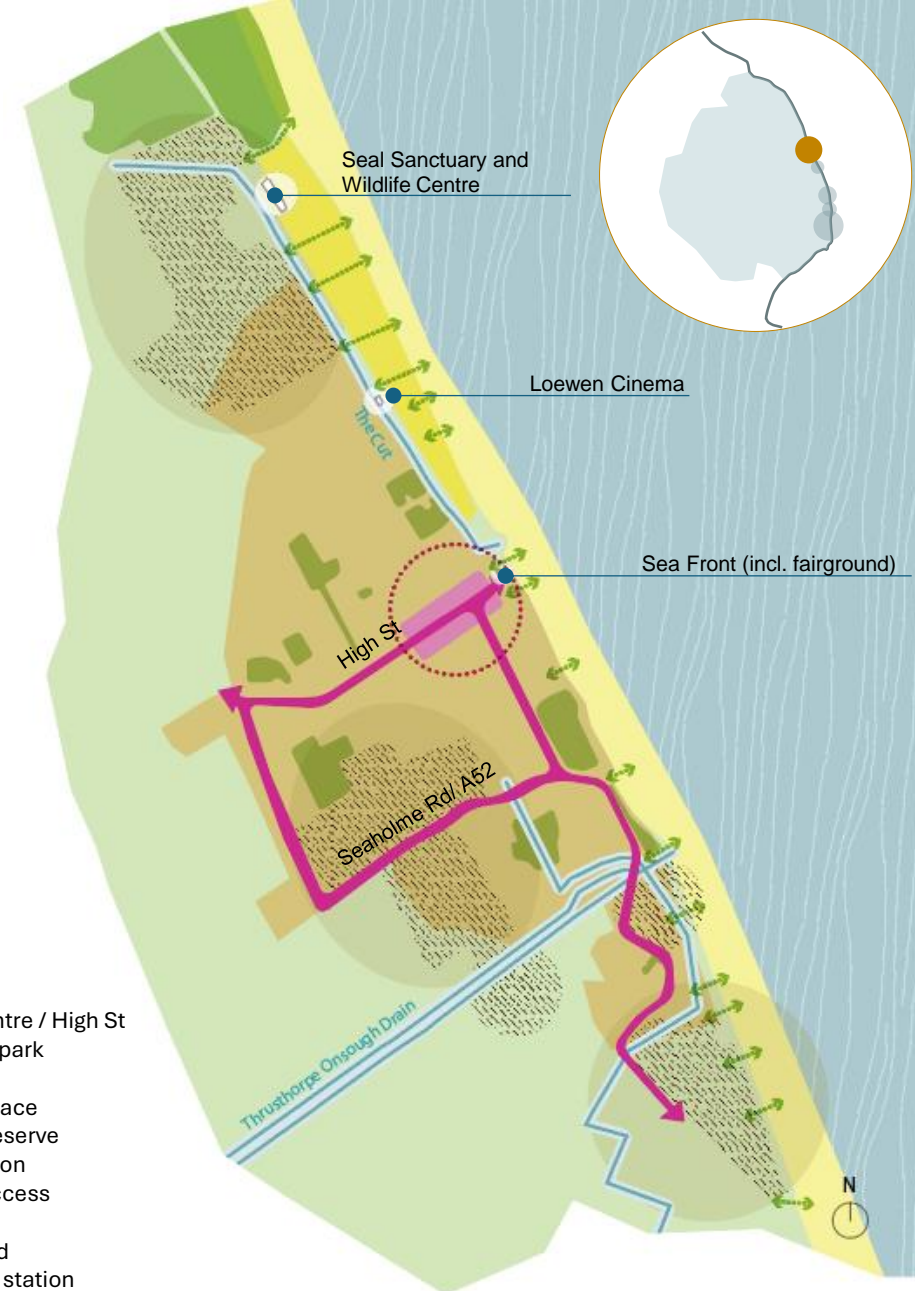 Seal Sanctuary and
Wildlife Centre
Loewen Cinema
The Cut
Sea Front (incl. fairground)
High St
Seaholme Rd/ A52
Thrusthorpe Onsough Drain
N
ntre / High St
park
ace
eserve
on
ccess
d
station